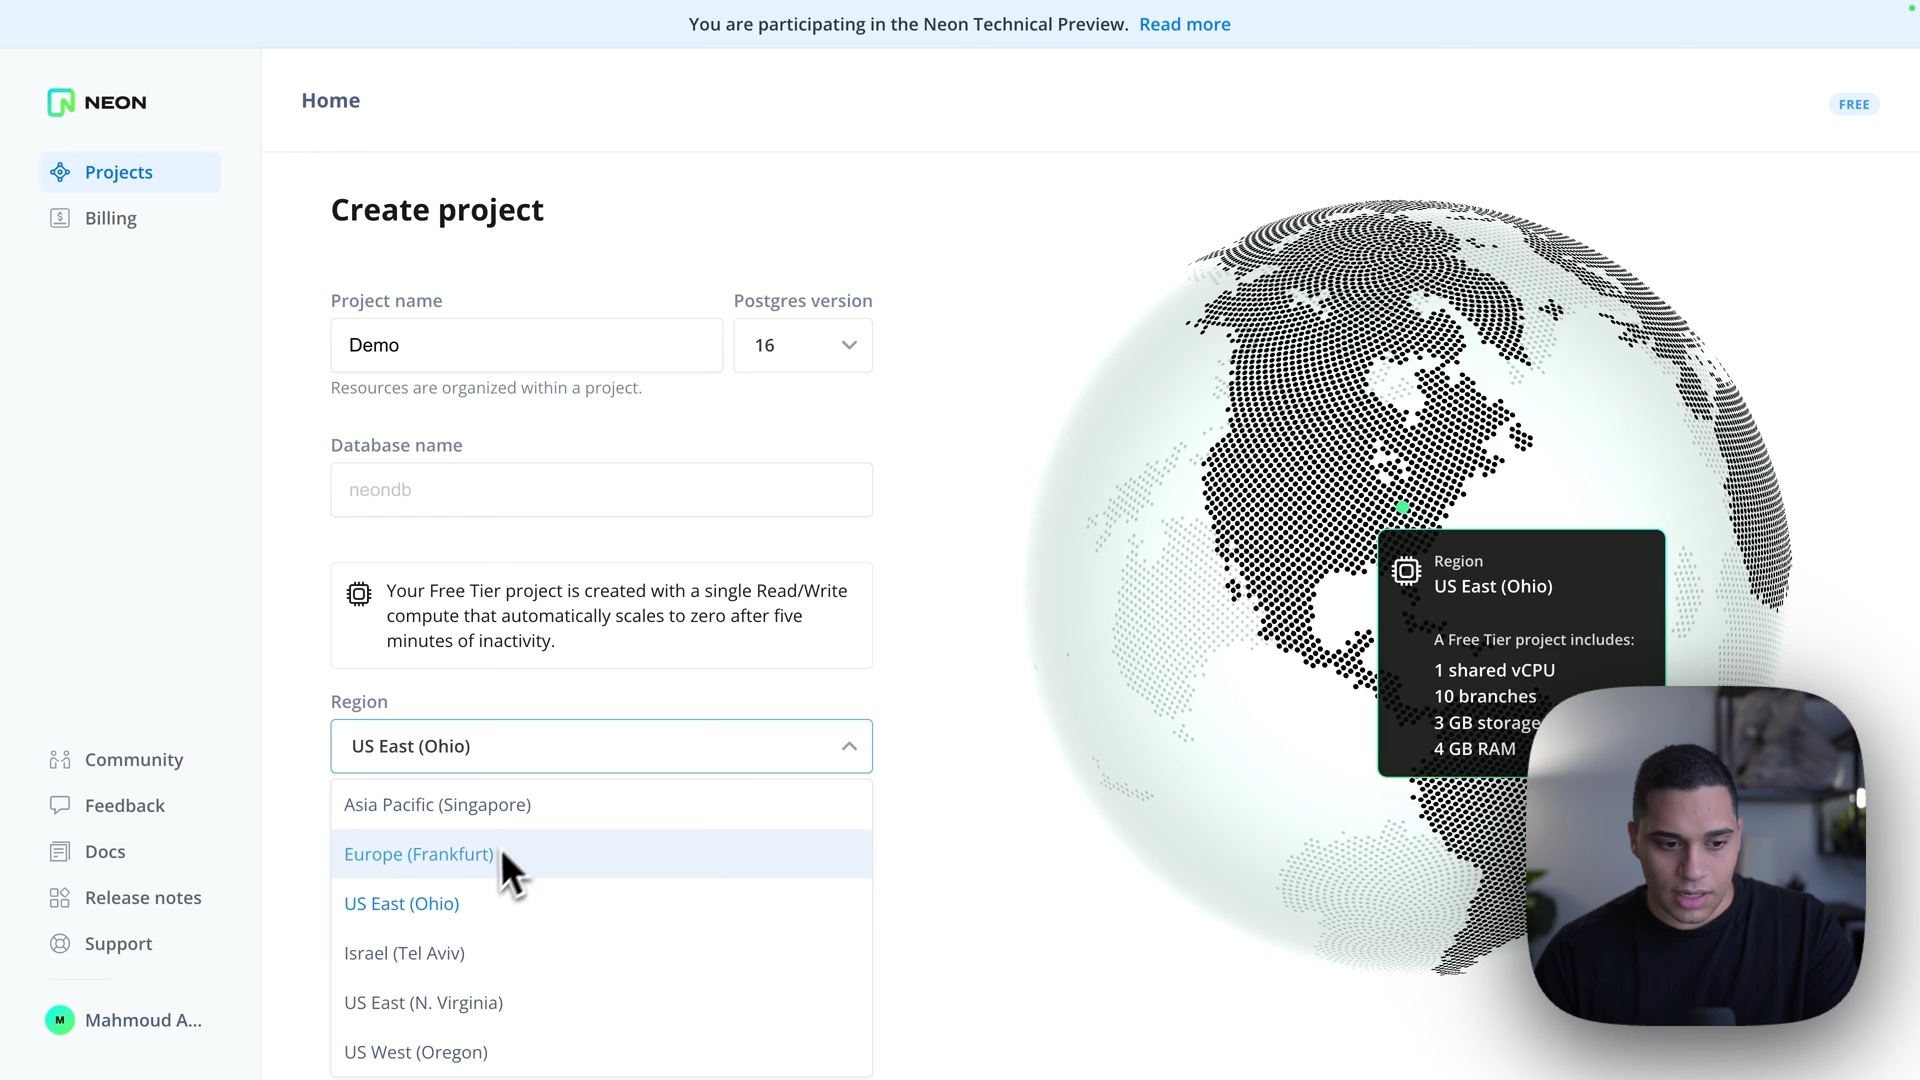 You are participating in the Neon Technical Preview. Read more
NEON
Home
FREE
Projects
Billing
Create project
Project name
Postgres version
Demo
16
Resources are organized within a project.
Database name
neondb
Your Free Tier project is created with a single Read/Write
compute that automatically scales to zero after five
minutes of inactivity.
Region
US East (Ohio)
Asia Pacific (Singapore)
Europe (Frankfurt)
US East (Ohio)
Israel (Tel Aviv)
US East (N. Virginia)
US West (Oregon)
Region
US East (Ohio)
A Free Tier project includes:
1 shared vCPU
10 branches
3 GB storage
4 GB RAM
Community
Feedback
Docs
Release notes
Support
M
Mahmoud A...